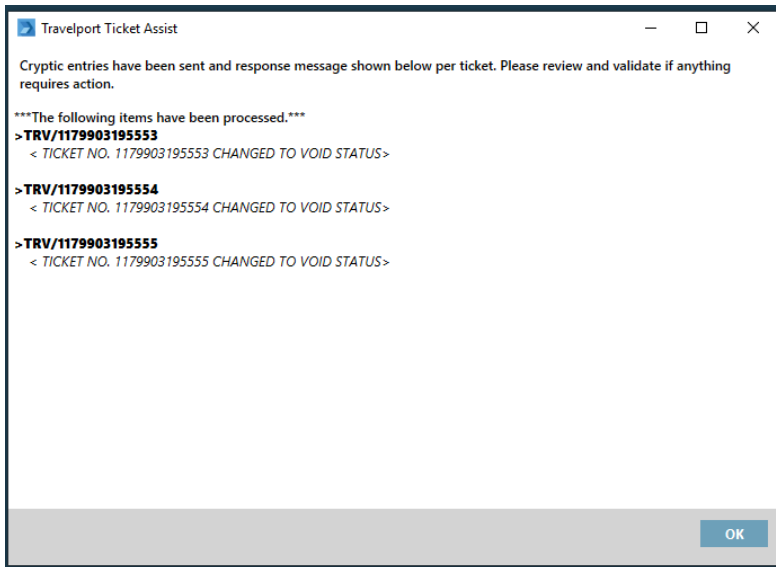 Travelport Ticket Assist
Cryptic entries have been sent and response message shown below per ticket. Please review and validate if anything
requires action.
***The following items have been processed.***
>TRV/1179903195553
< TICKET NO. 1179903195553 CHANGED TO VOID STATUS>
>TRV/1179903195554
< TICKET NO. 1179903195554 CHANGED TO VOID STATUS>
>TRV/1179903195555
< TICKET NO. 1179903195555 CHANGED TO VOID STATUS>
OK